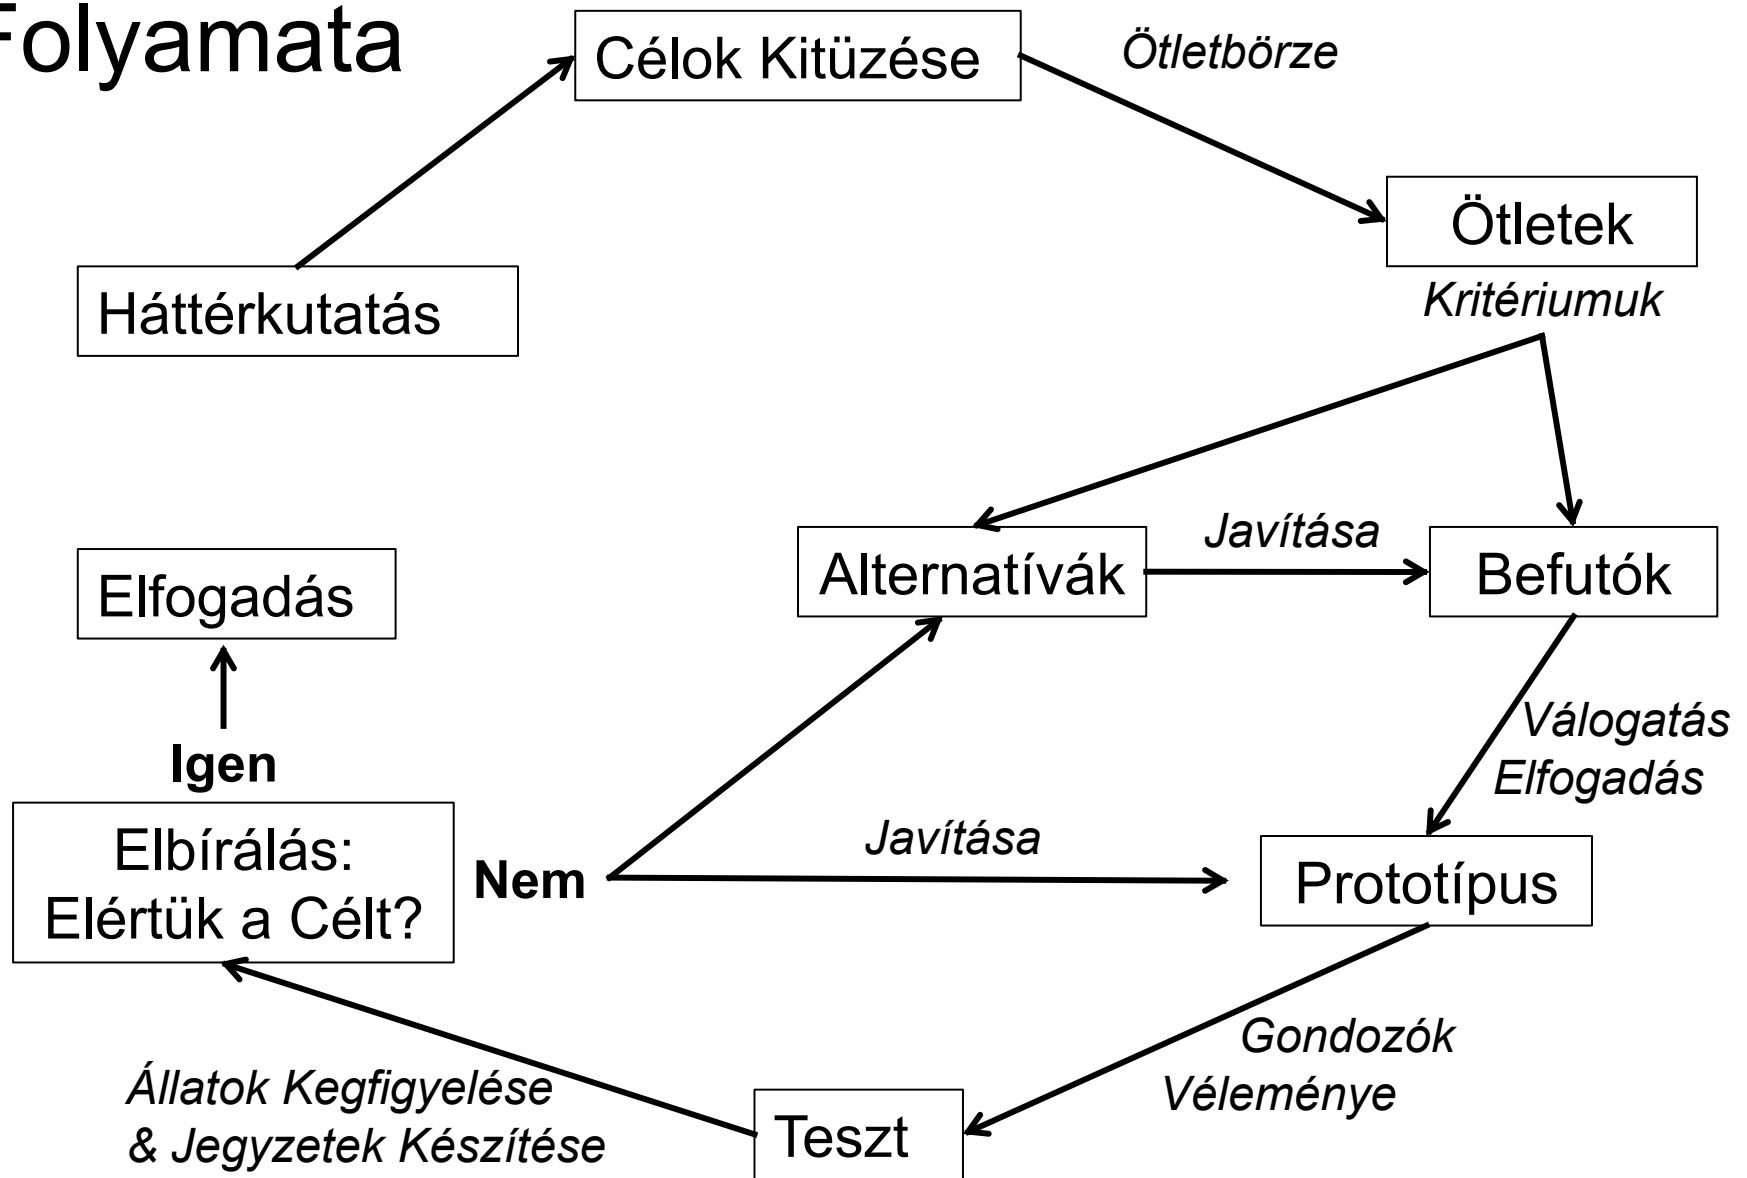 Folyamata
Célok Kitüzése
Ötletbörze
Ötletek
Kritériumuk
Háttérkutatás
Alternatívák
Javítása
Befutók
Elfogadás
Igen
Válogatás
Elfogadás
Elbírálás:
Elértük a Célt?
Nem
Javítása
Prototípus
Gondozók
Véleménye
Állatok Kegfigyelése
& Jegyzetek Készítése
Teszt